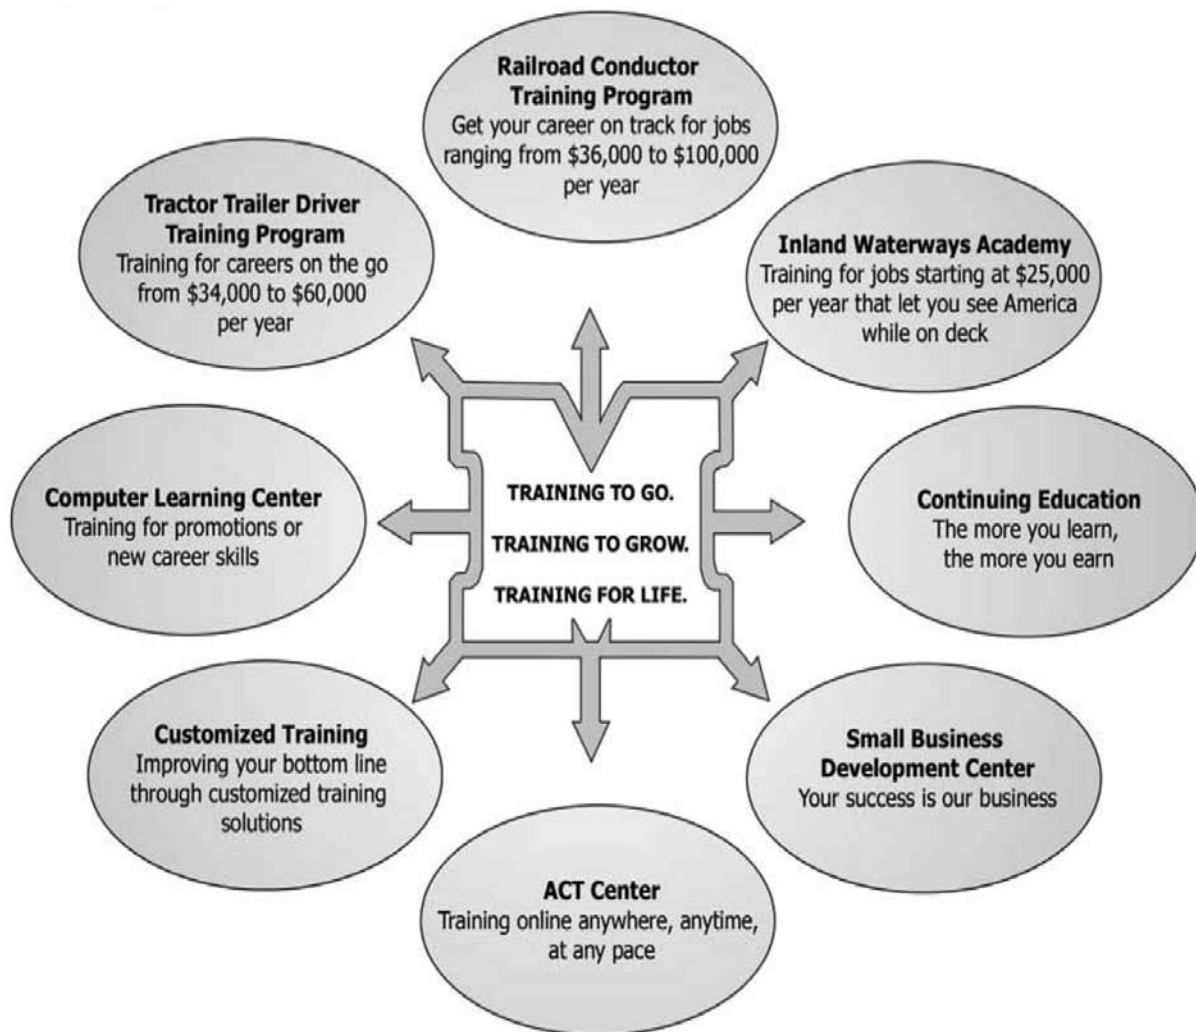 Railroad Conductor
Training Program
Get your career on track for jobs
ranging from $36,000 to $100,000
per year
Tractor Trailer Driver
Training Program
Training for careers on the go
from $34,000 to $60,000
per year
Inland Waterways Academy
Training for jobs starting at $25,000
per year that let you see America
while on deck
Computer Learning Center
Training for promotions or
new career skills
TRAINING TO GO.
TRAINING TO GROW.
TRAINING FOR LIFE.
Continuing Education
The more you learn,
the more you earn
Customized Training
Improving your bottom line
through customized training
solutions
Small Business
Development Center
Your success is our business
ACT Center
Training online anywhere, anytime,
at any pace